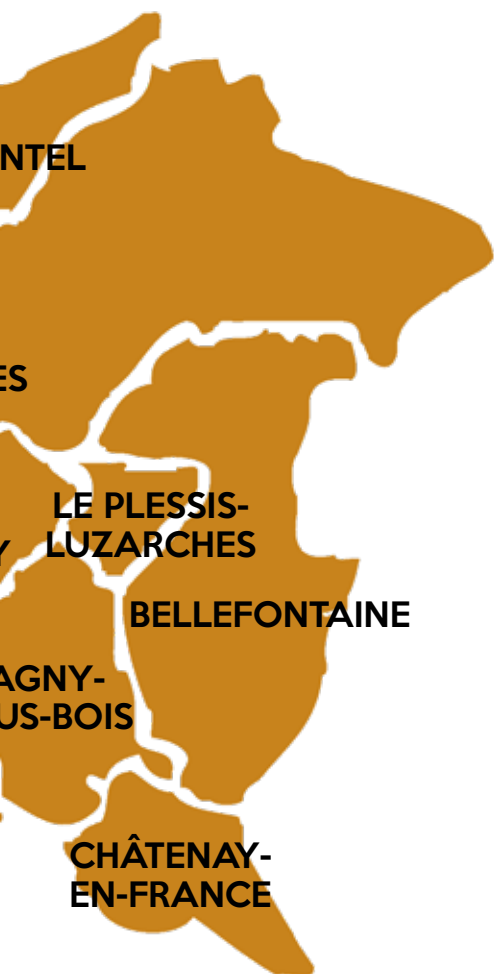 NTEL
ES
LE PLESSIS-
LUZARCHES
Y
BELLEFONTAINE
AGNY-
US-BOIS
CHÂTENAY-
EN-FRANCE